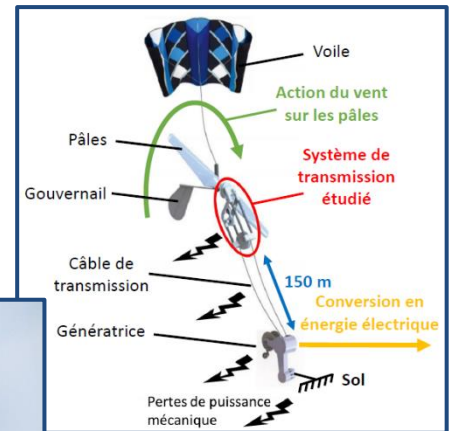 Voile
Action du vent
sur les pâles
Pâles
Système de
transmission
étudié
Gouvernail
Câble de
transmission
150 m
Conversion en
énergie électrique
Génératrice
Sol
Pertes de puissance
mécanique